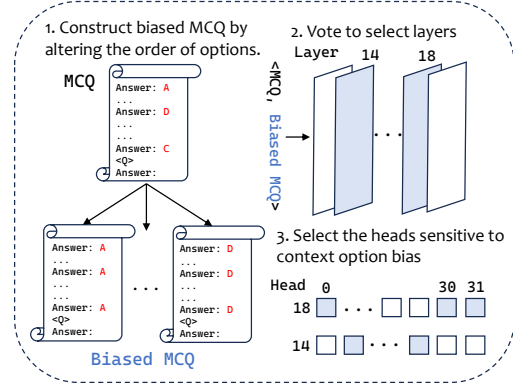 1. Construct biased MCQ by
altering the order of options.
MCQ
Answer: A
...
Answer: D
...
...
Answer: C
<Q>
Answer:
Answer: A
...
Answer: A
...
...
Answer: A
<Q>
Answer:
...
Answer: D
...
Answer: D
...
...
Answer: D
<Q>
Answer:
Biased MCQ
2. Vote to select layers
Layer 14 18
<MCQ, Biased MCQ>
...
3. Select the heads sensitive to
context option bias
Head 0 30 31
18 ...
14 ...